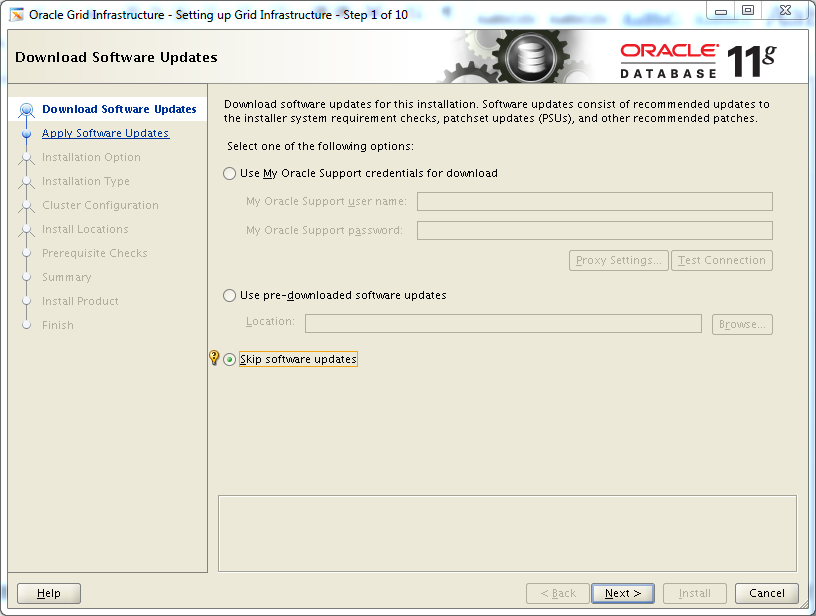 Oracle Grid Infrastructure - Setting up Grid Infrastructure - Step 1 of 10
Download Software Updates
ORACLE
DATABASE
11g
Download Software Updates
Apply Software Updates
Installation Option
Installation Type
Cluster Configuration
Install Locations
Prerequisite Checks
Summary
Install Product
Finish
Download software updates for this installation. Software updates consist of recommended updates to
the installer system requirement checks, patchset updates (PSUs), and other recommended patches.
Select one of the following options:
Use My Oracle Support credentials for download
My Oracle Support user name:
My Oracle Support password:
Proxy Settings... Test Connection
Use pre-downloaded software updates
Location: Browse...
Skip software updates
Help < Back Next > Install Cancel